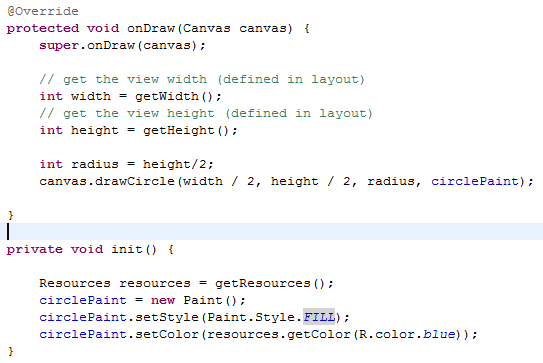 @Override
protected void onDraw(Canvas canvas) {
    super.onDraw(canvas);

    // get the view width (defined in layout)
    int width = getWidth();
    // get the view height (defined in layout)
    int height = getHeight();

    int radius = height/2;
    canvas.drawCircle(width / 2, height / 2, radius, circlePaint);

}

private void init() {

    Resources resources = getResources();
    circlePaint = new Paint();
    circlePaint.setStyle(Paint.Style.FILL);
    circlePaint.setColor(resources.getColor(R.color.blue));
}